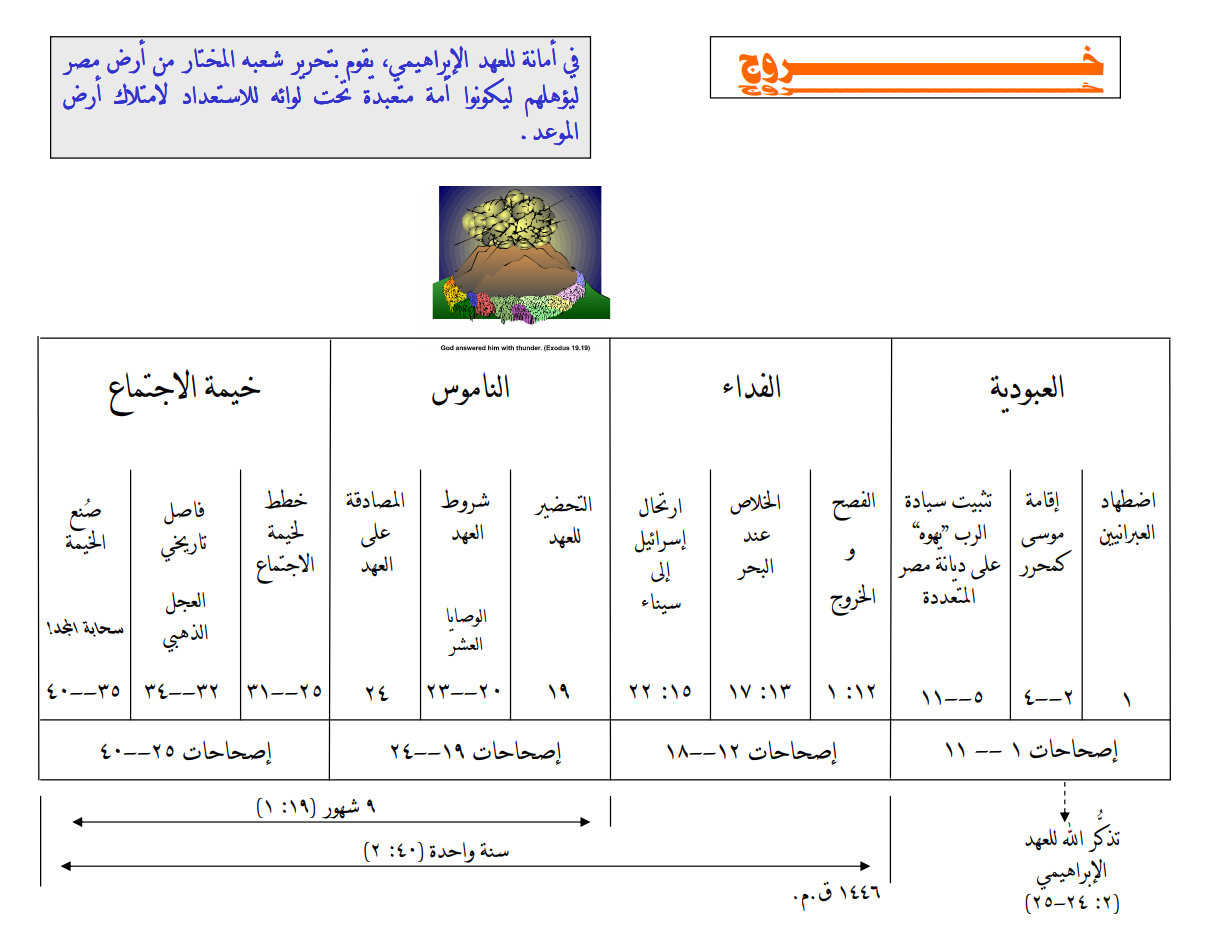 خـــــــــروج
في أمانة للعهد الإبراهيمي، يقوم بتحرير شعبه المختار من أرض مصر
ليؤهلهم ليكونوا أمة متعبدة تحت لوائه للاستعداد لامتلاك أرض
الموعد .
God answered him with thunder. (Exodus 19.19)
العبودية
الفداء
الناموس
خيمة الاجتماع
اضطهاد
العبرانيين
١
إقامة
موسى
كمحرر
٢––٤
تثبيت سيادة
الرب ”يهوه“
على ديانة مصر
المتعددة
٥––١١
الفصح
و
الخروج
١٢: ١
الخلاص
عند
البحر
١٣: ١٧
ارتحال
إسرائيل
إلى
سيناء
١٥: ٢٢
التحضير
للعهد
١٩
شروط
العهد
الوصايا
العشر
٢٠––٢٣
المصادقة
على
العهد
٢٤
خطط
لخيمة
الاجتماع
٢٥––٣١
فاصل
تاريخي
العجل
الذهبي
٣٢––٣٤
صُنع
الخيمة
سحابة المجد!
٣٥––٤٠
إصحاحات ١ –– ١١
إصحاحات ١٢––١٨
إصحاحات ١٩––٢٤
إصحاحات ٢٥––٤٠
٩ شهور (١٩: ١)
سنة واحدة (٤٠: ٢)
١٤٤٦ ق.م.
تذكُّر الله للعهد
الإبراهيمي
(٢: ٢٤–٢٥)